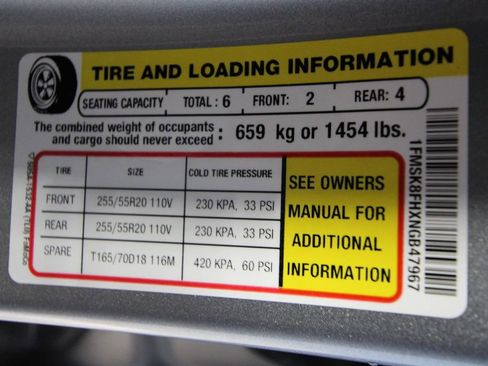 TIRE AND LOADING INFORMATION
SEATING CAPACITY TOTAL : 6 FRONT: 2 REAR: 4
The combined weight of occupants and cargo should never exceed : 659 kg or 1454 lbs.
TIRE SIZE COLD TIRE PRESSURE
FRONT 255/55R20 110V 230 KPA, 33 PSI
REAR 255/55R20 110V 230 KPA, 33 PSI
SPARE T165/70D18 116M 420 KPA, 60 PSI
SEE OWNERS
MANUAL FOR
ADDITIONAL
INFORMATION
1FMSK8FHXNGB47967